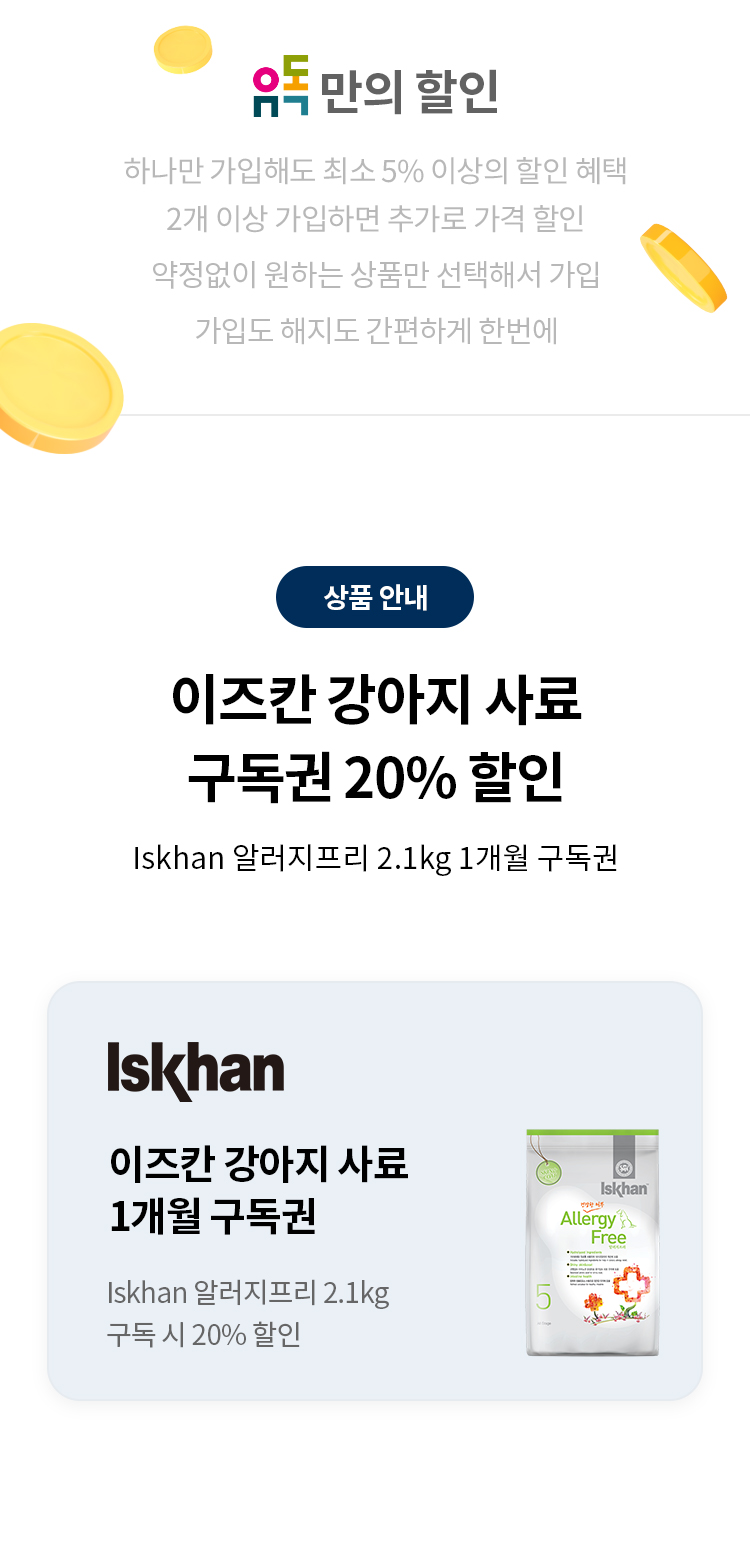 유독 만의 할인
하나만 가입해도 최소 5% 이상의 할인 혜택
2개 이상 가입하면 추가로 가격 할인
약정없이 원하는 상품만 선택해서 가입
가입도 해지도 간편하게 한번에
상품 안내
이즈칸 강아지 사료
구독권 20% 할인
Iskhan 알러지프리 2.1kg 1개월 구독권
Iskhan
이즈칸 강아지 사료
1개월 구독권
Iskhan 알러지프리 2.1kg
구독 시 20% 할인
Iskhan
Allergy
Free
5